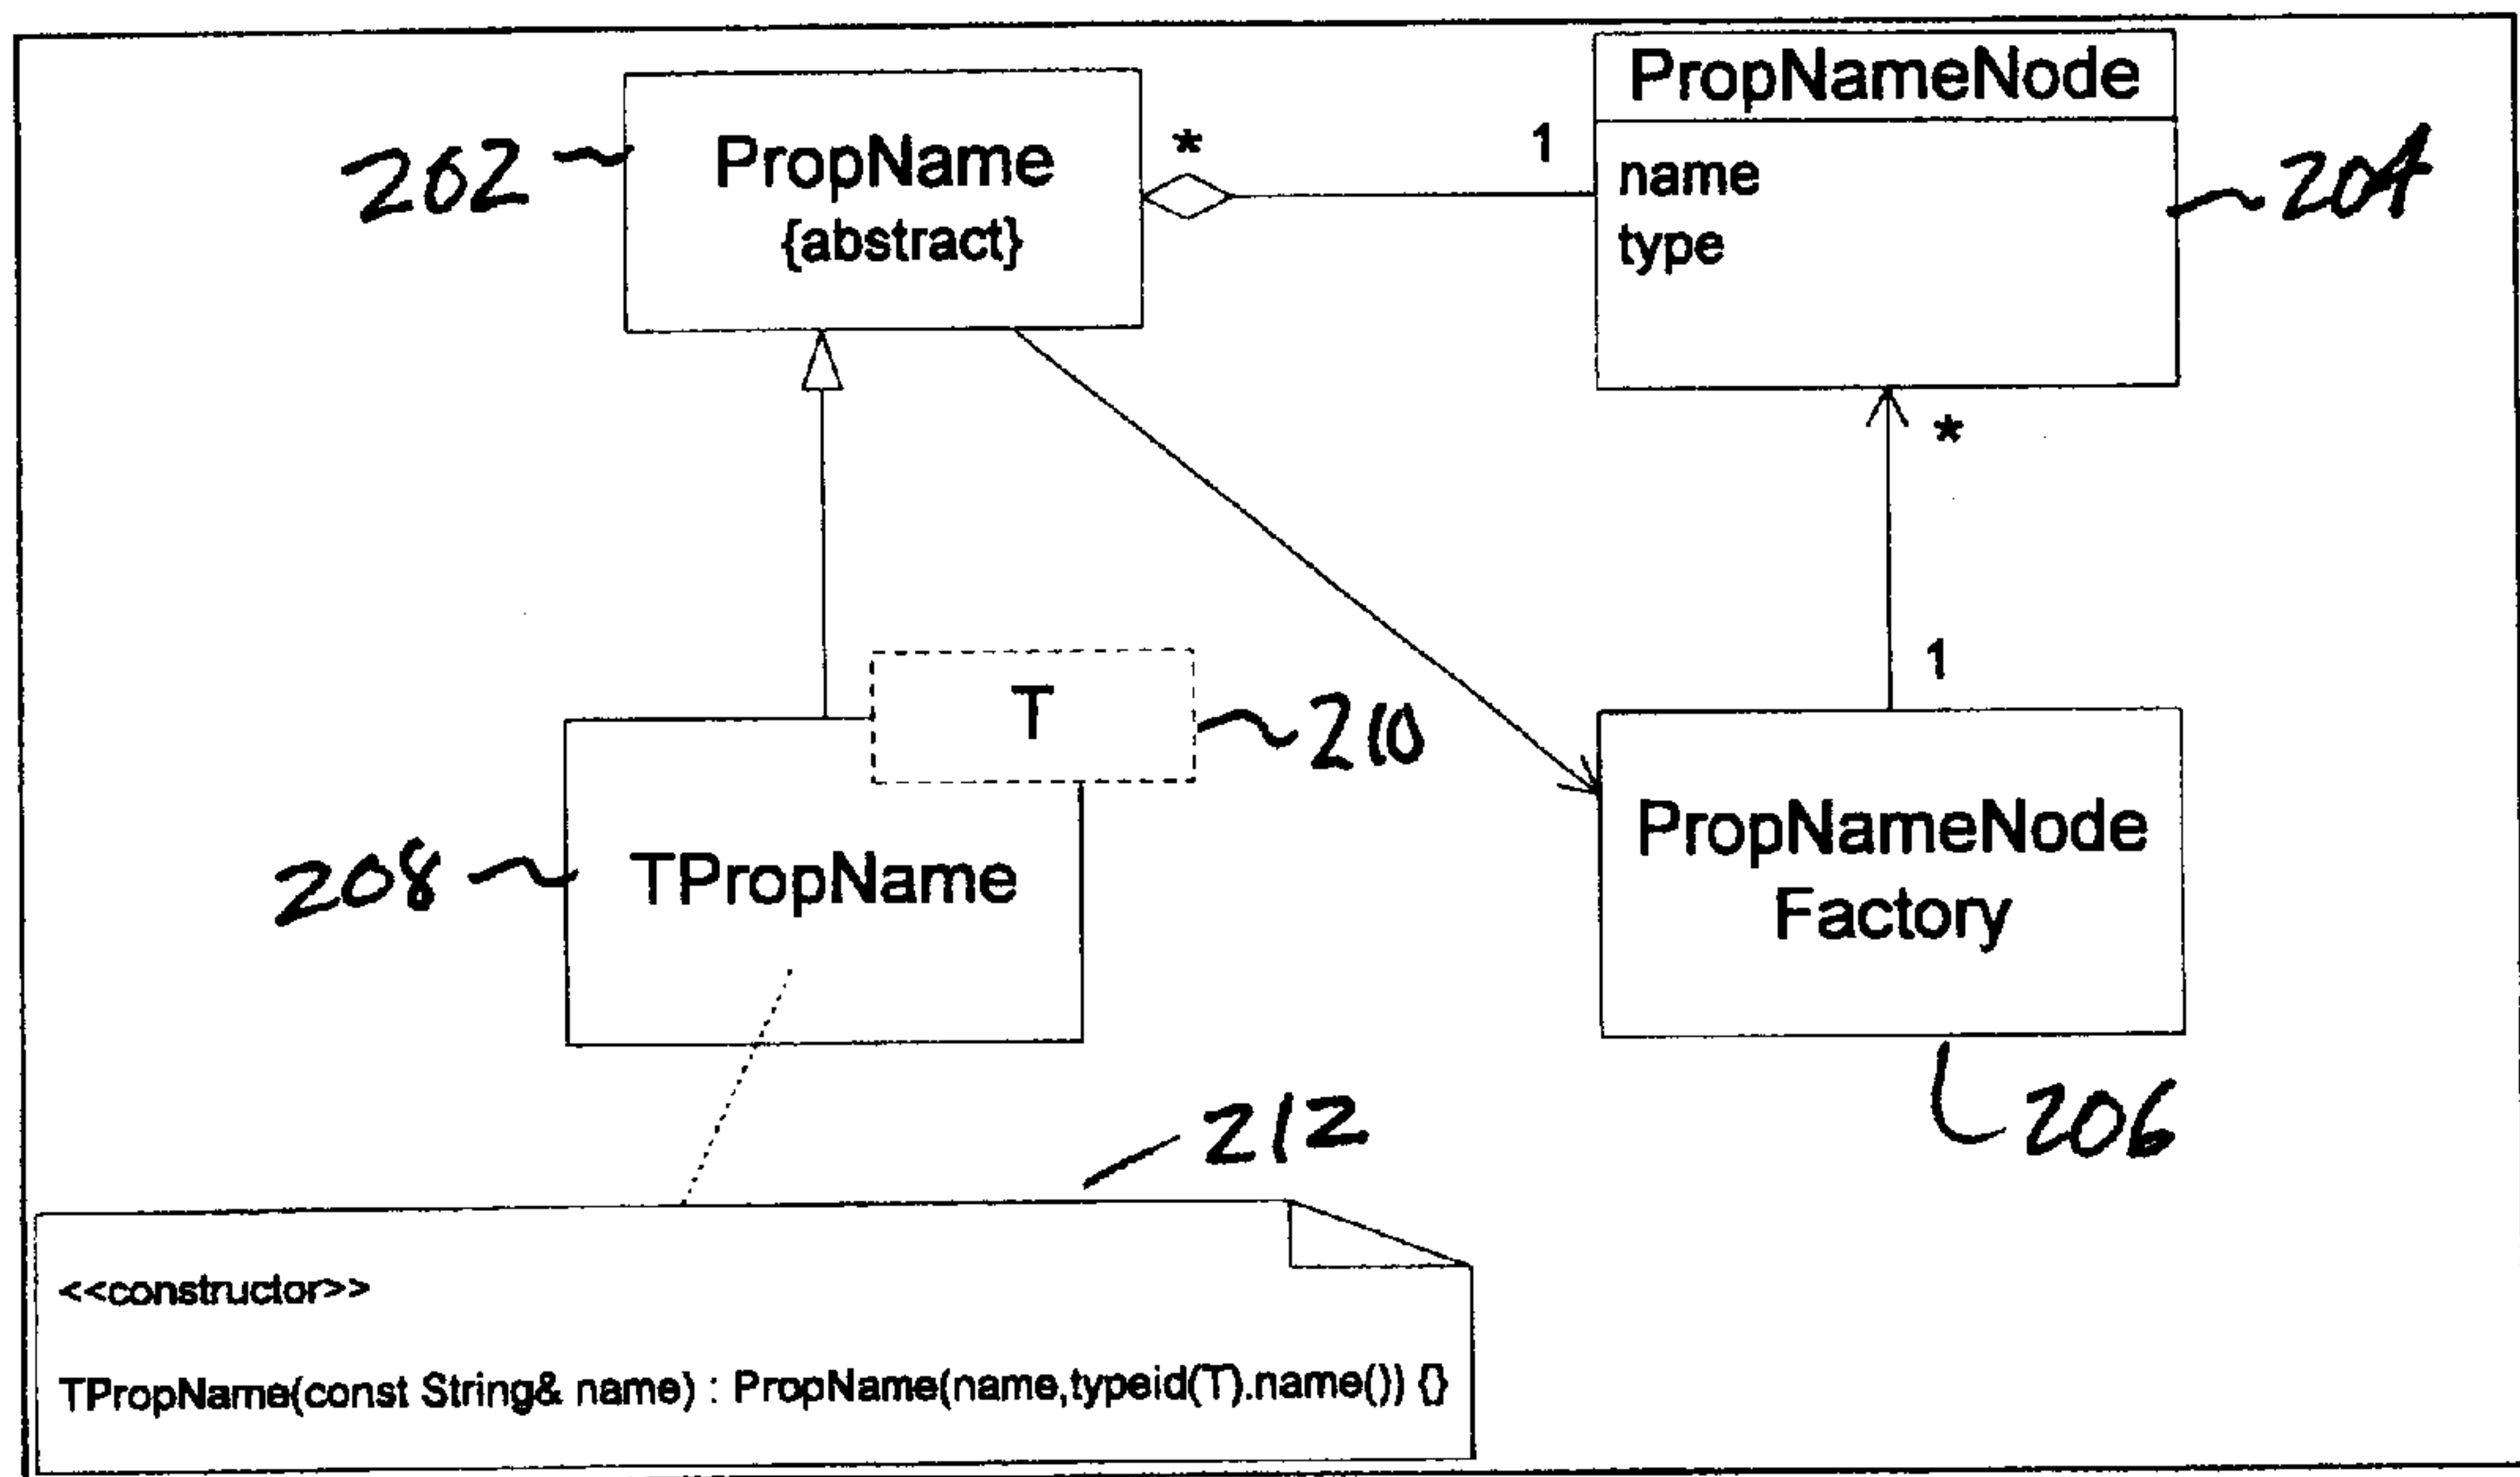 PropNameNode
202
PropName
{abstract}
*
1
name
type
204
*
1
T
210
208
TPropName
PropNameNode
Factory
212
206
<<constructor>>
TPropName(const String& name) : PropName(name,typeid(T).name()) {}